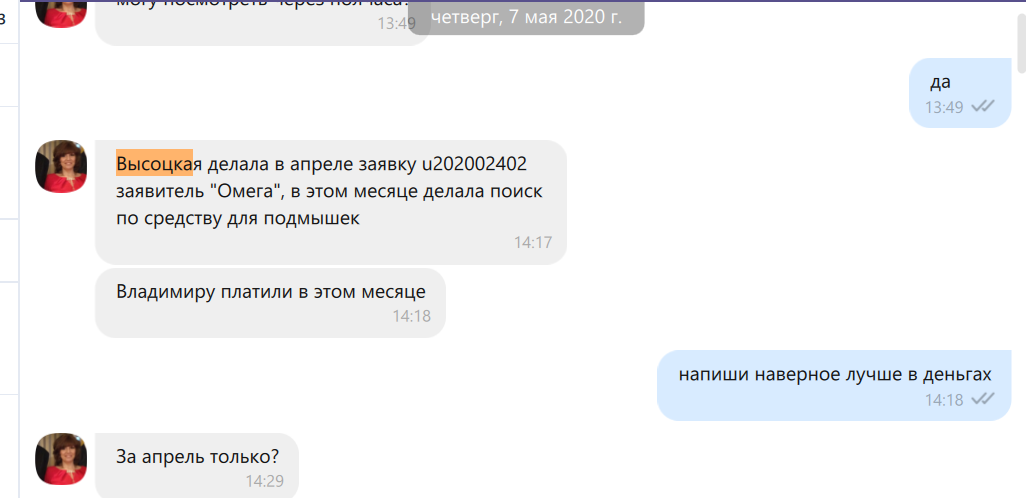 четверг, 7 мая 2020 г.
могу посмотреть через полчаса?
13:49
да
13:49
Высоцкая делала в апреле заявку u202002402
заявитель "Омега", в этом месяце делала поиск
по средству для подмышек
14:17
Владимиру платили в этом месяце
14:18
напиши наверное лучше в деньгах
14:18
За апрель только?
14:29